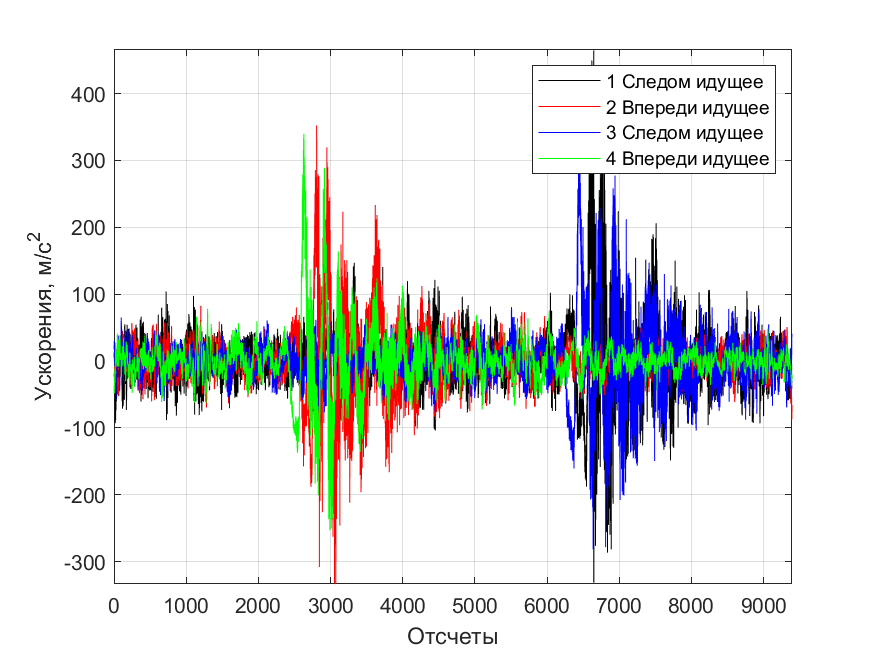 1 Следом идущее
2 Впереди идущее
3 Следом идущее
4 Впереди идущее
400
300
200
100
0
-100
-200
-300
Ускорения, м/с²
0 1000 2000 3000 4000 5000 6000 7000 8000 9000
Отсчеты